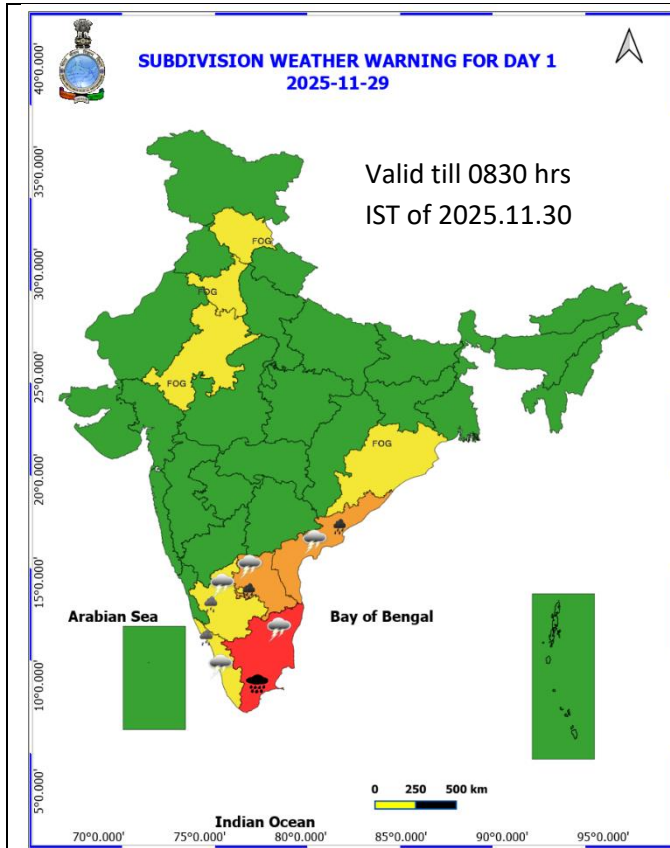 SUBDIVISION WEATHER WARNING FOR DAY 1
2025-11-29
Valid till 0830 hrs
IST of 2025.11.30
40°0.000'
35°0.000'
30°0.000'
25°0.000'
20°0.000'
15°0.000'
10°0.000'
5°0.000'
FOG
FOG
FOG
FOG
Arabian Sea
Bay of Bengal
0 250 500 km
Indian Ocean
70°0.000' 75°0.000' 80°0.000' 85°0.000' 90°0.000' 95°0.000'